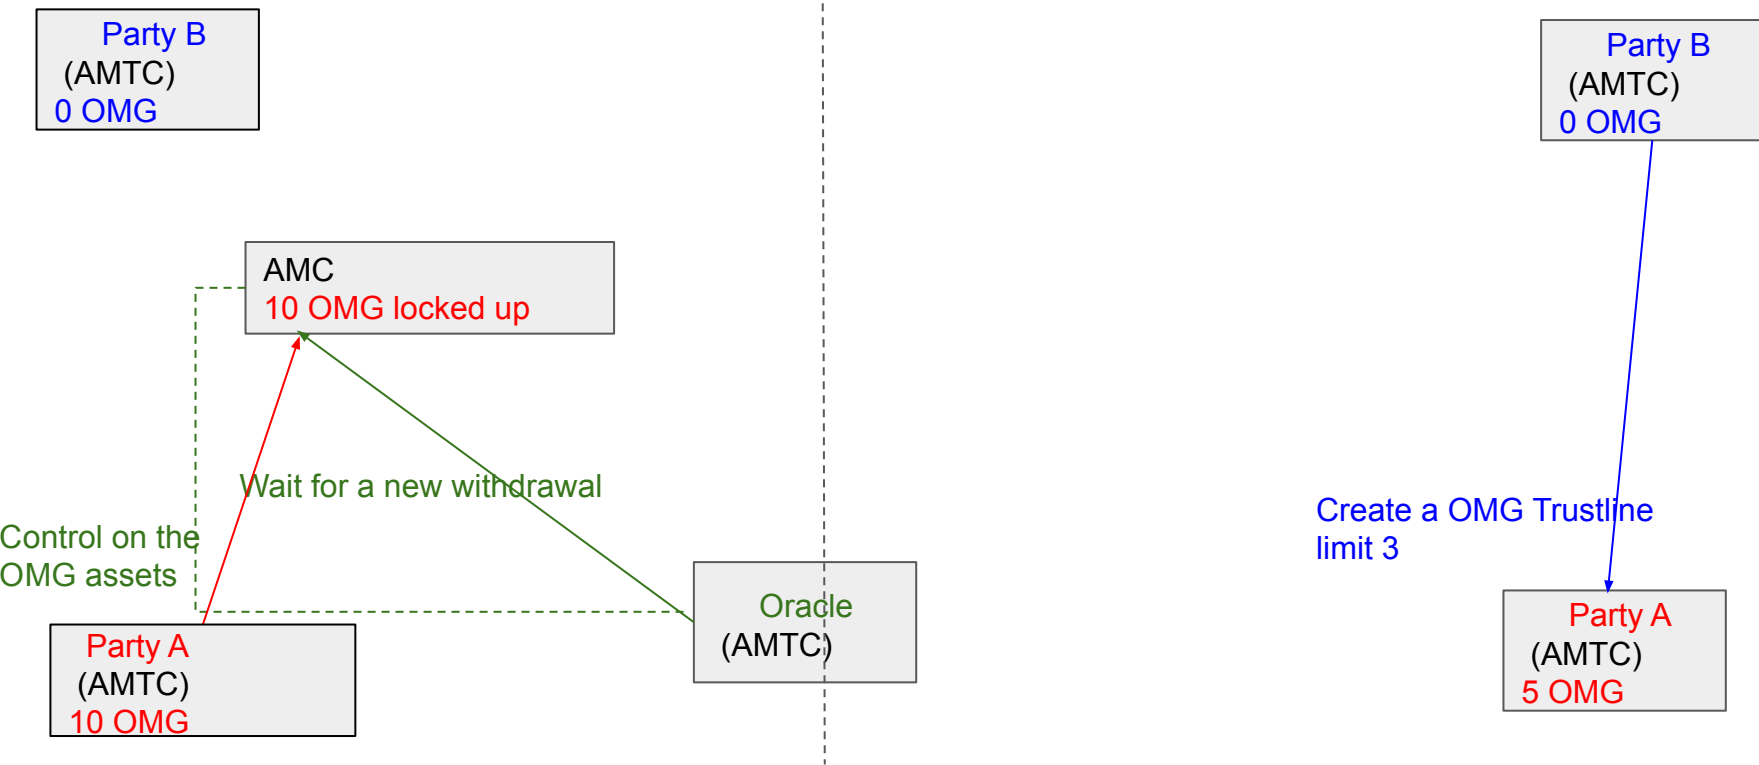 Party B
(AMTC)
0 OMG
Party B
(AMTC)
0 OMG
AMC
10 OMG locked up
Wait for a new withdrawal
Control on the
OMG assets
Create a OMG Trustline
limit 3
Oracle
(AMTC)
Party A
(AMTC)
10 OMG
Party A
(AMTC)
5 OMG